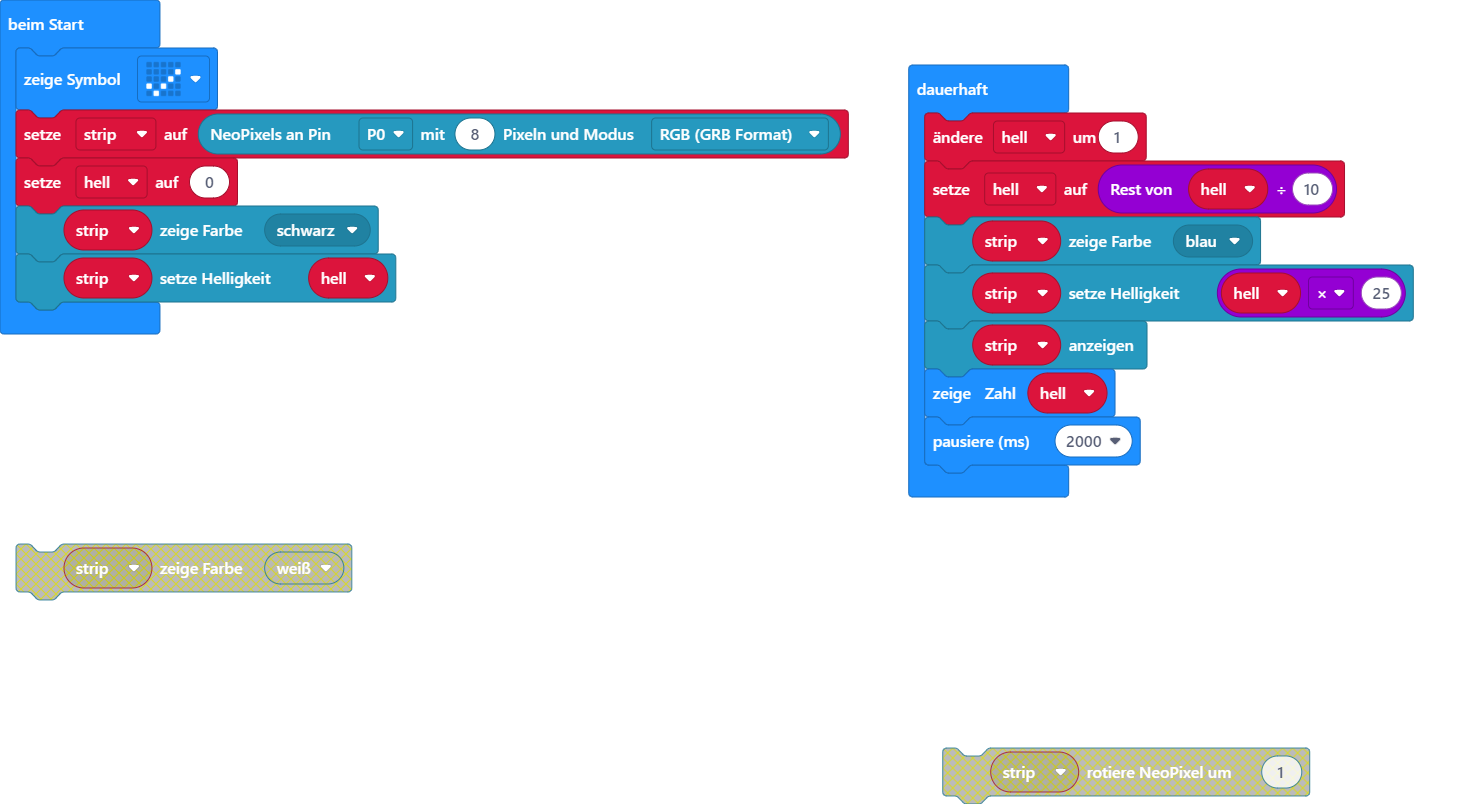 beim Start
zeige Symbol
setze strip auf NeoPixels an Pin P0 mit 8 Pixeln und Modus RGB (GRB Format)
setze hell auf 0
strip zeige Farbe schwarz
strip setze Helligkeit hell
dauerhaft
ändere hell um 1
setze hell auf Rest von hell ÷ 10
strip zeige Farbe blau
strip setze Helligkeit hell × 25
strip anzeigen
zeige Zahl hell
pausiere (ms) 2000
strip zeige Farbe weiß
strip rotiere NeoPixel um 1